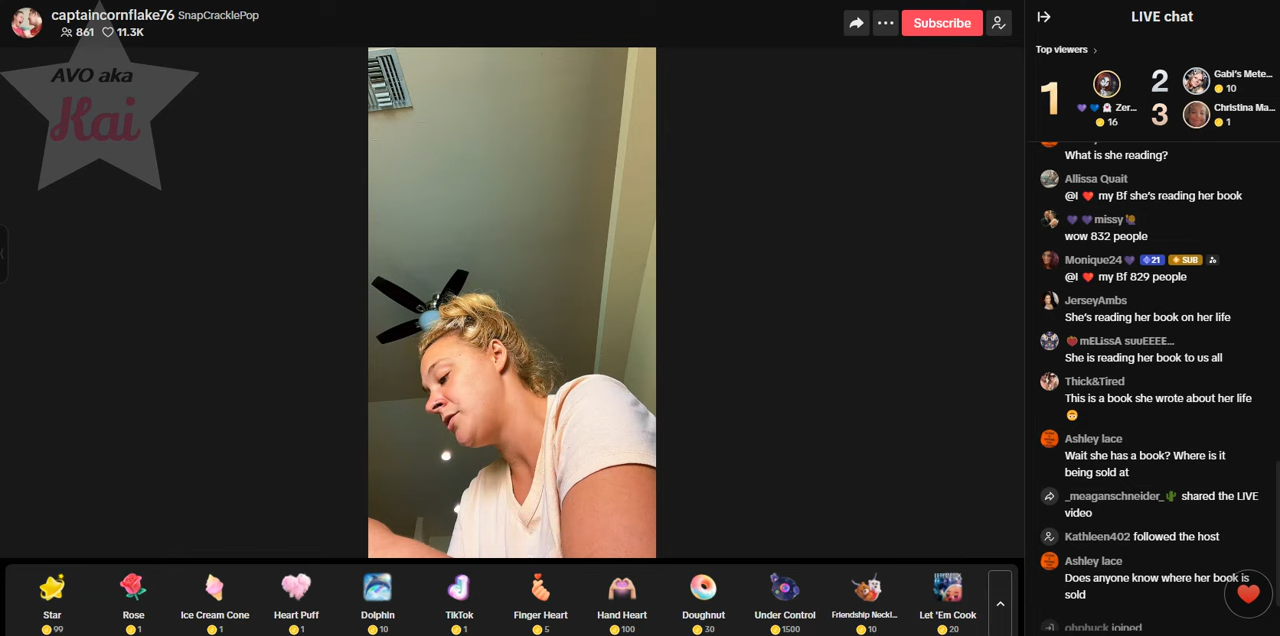 captaincornflake76 SnapCracklePop
861 11.3K
Subscribe
AVO aka
Kai
LIVE chat
Top viewers
1
Zer...
16
2
Gabl's Mete...
10
3
Christina Ma...
1
What is she reading?
Allissa Quait
@I ❤️ my Bf she's reading her book
💜💜missy
wow 832 people
Monique24💜 21 SUB
@I ❤️ my Bf 829 people
JerseyAmbs
She's reading her book on her life
🍓mELissA suuEEEE...
She is reading her book to us all
Thick&Tired
This is a book she wrote about her life
🙃
Ashley lace
Wait she has a book? Where is it
being sold at
_meaganschneider_🌵 shared the LIVE
video
Kathleen402 followed the host
Ashley lace
Does anyone know where her book is
sold
ohphuck joined
Star
99
Rose
1
Ice Cream Cone
1
Heart Puff
1
Dolphin
10
TikTok
1
Finger Heart
5
Hand Heart
100
Doughnut
30
Under Control
1500
Friendship Neckl...
10
Let 'Em Cook
20